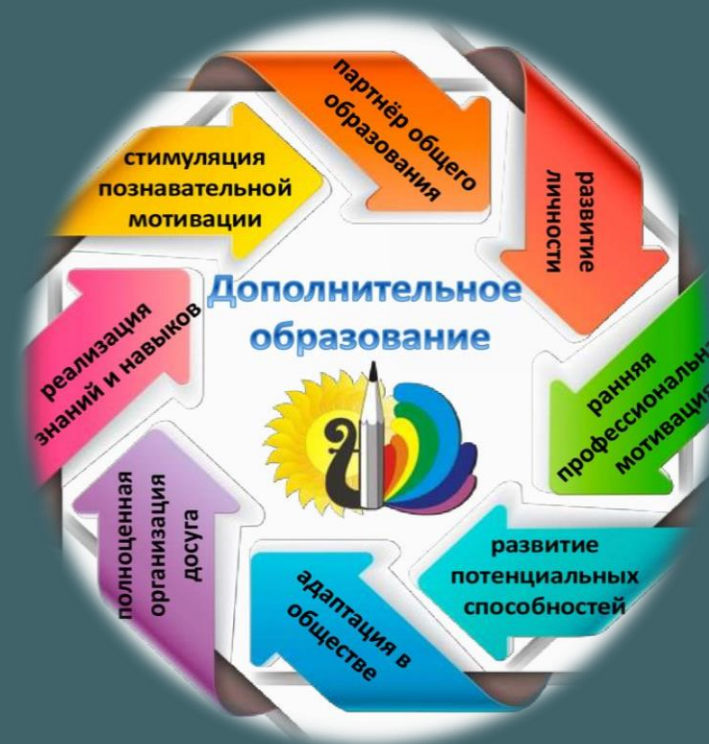 Дополнительное
образование
партнёр общего
образования
развитие
личности
ранняя
мотивация
развитие
потенциальных
способностей
адаптация в
обществе
полноценная
организация
досуга
реализация
знаний и навыков
стимуляция
познавательной
мотивации